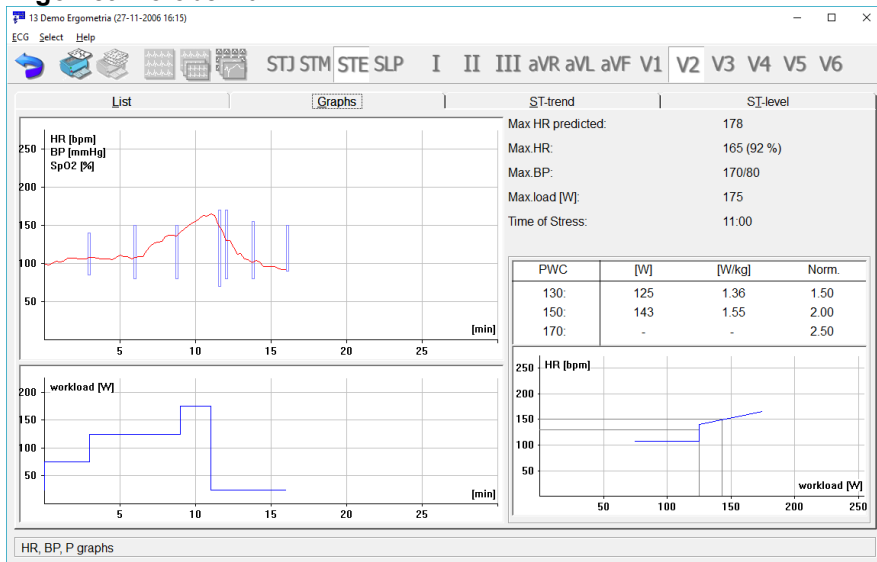 13 Demo Ergometria (27-11-2006 16:15)
ECG Select Help
STJ STM STE SLP I II III aVR aVL aVF V1 V2 V3 V4 V5 V6
List Graphs ST-trend ST-level
HR [bpm]
BP [mmHg]
SpO2 [%]
250
200
150
100
50
[min]
5 10 15 20 25
workload [W]
200
150
100
50
[min]
5 10 15 20 25
Max HR predicted: 178
Max.HR: 165 (92 %)
Max.BP: 170/80
Max.load [W]: 175
Time of Stress: 11:00
PWC [W] [W/kg] Norm.
130: 125 1.36 1.50
150: 143 1.55 2.00
170: - - 2.50
HR [bpm]
250
200
150
100
50
workload [W]
50 100 150 200 250
HR, BP, P graphs